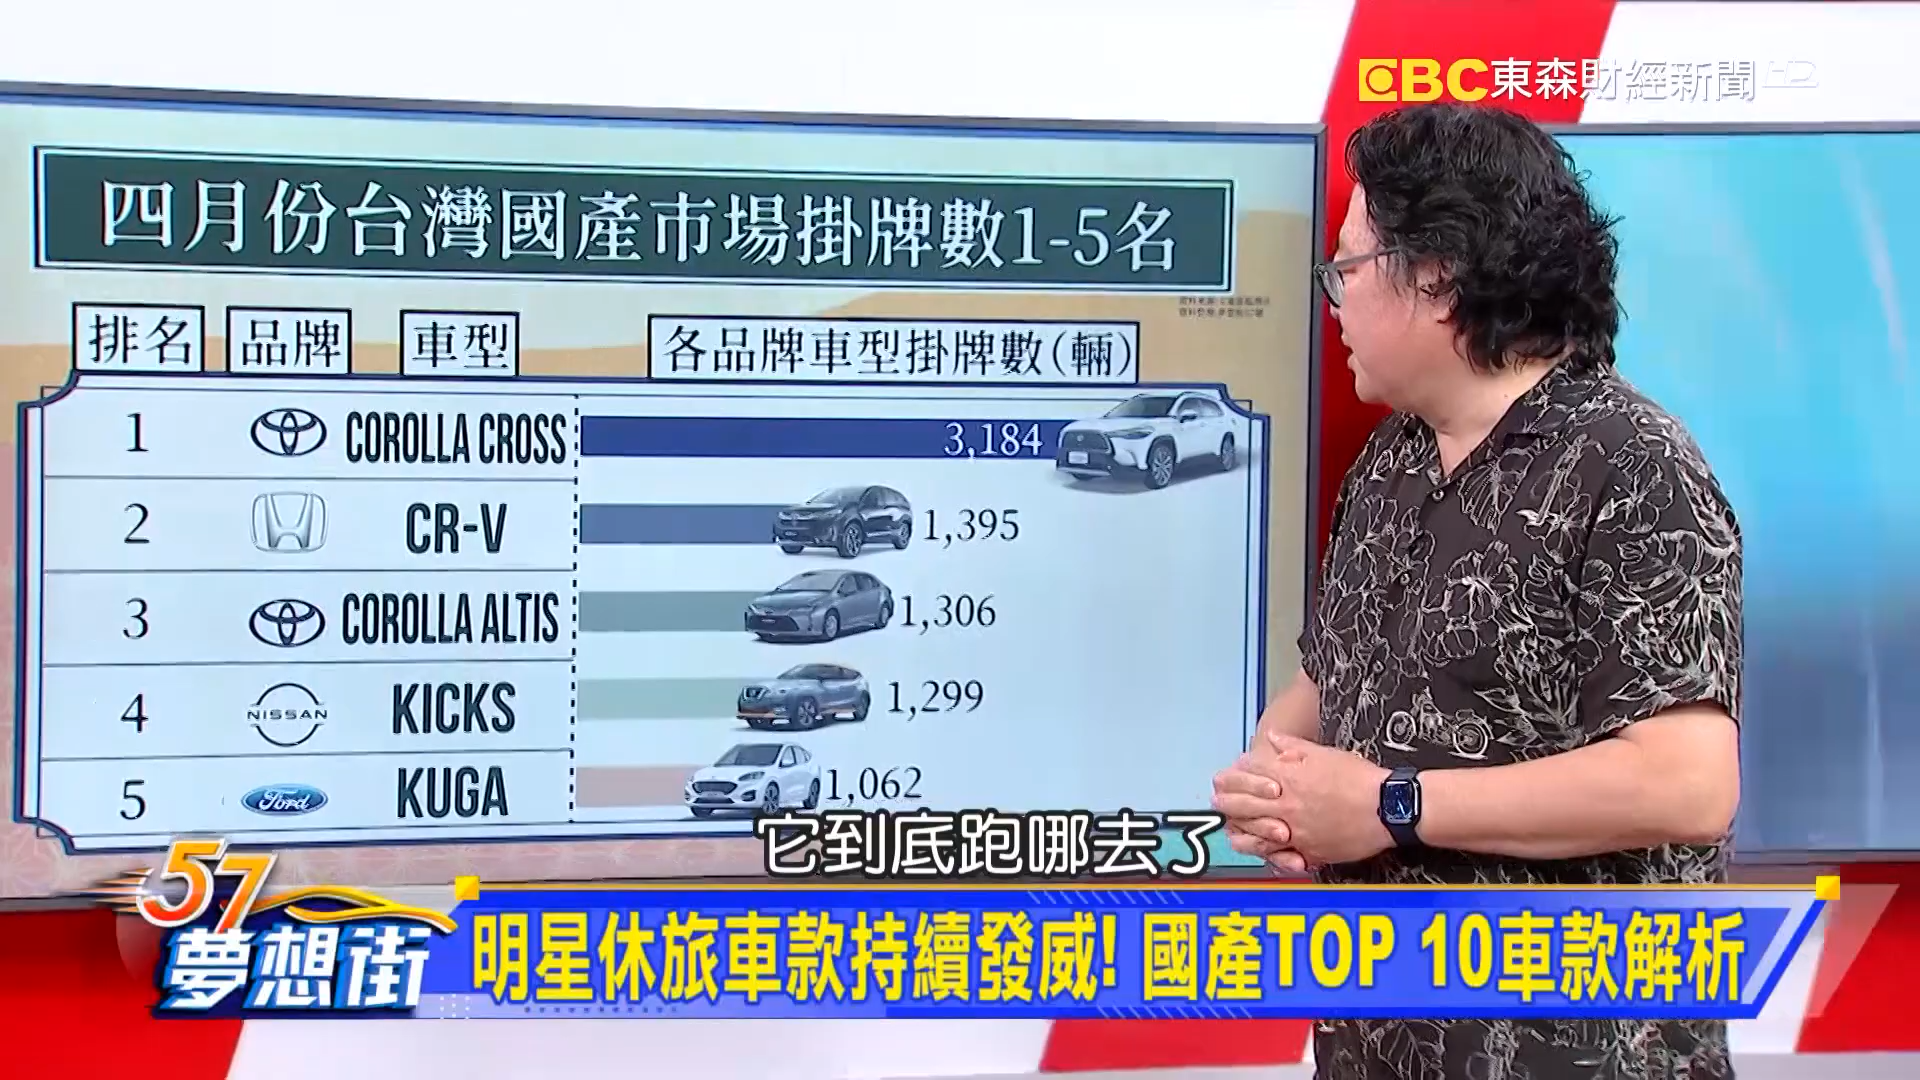 EBC東森財經新聞HD
四月份台灣國產市場掛牌數1-5名
排名 品牌 車型 各品牌車型掛牌數(輛)
1 COROLLA CROSS 3,184
2 CR-V 1,395
3 COROLLA ALTIS 1,306
4 NISSAN KICKS 1,299
5 Ford KUGA 1,062
它到底跑哪去了
57夢想街
明星休旅車款持續發威! 國產TOP 10車款解析